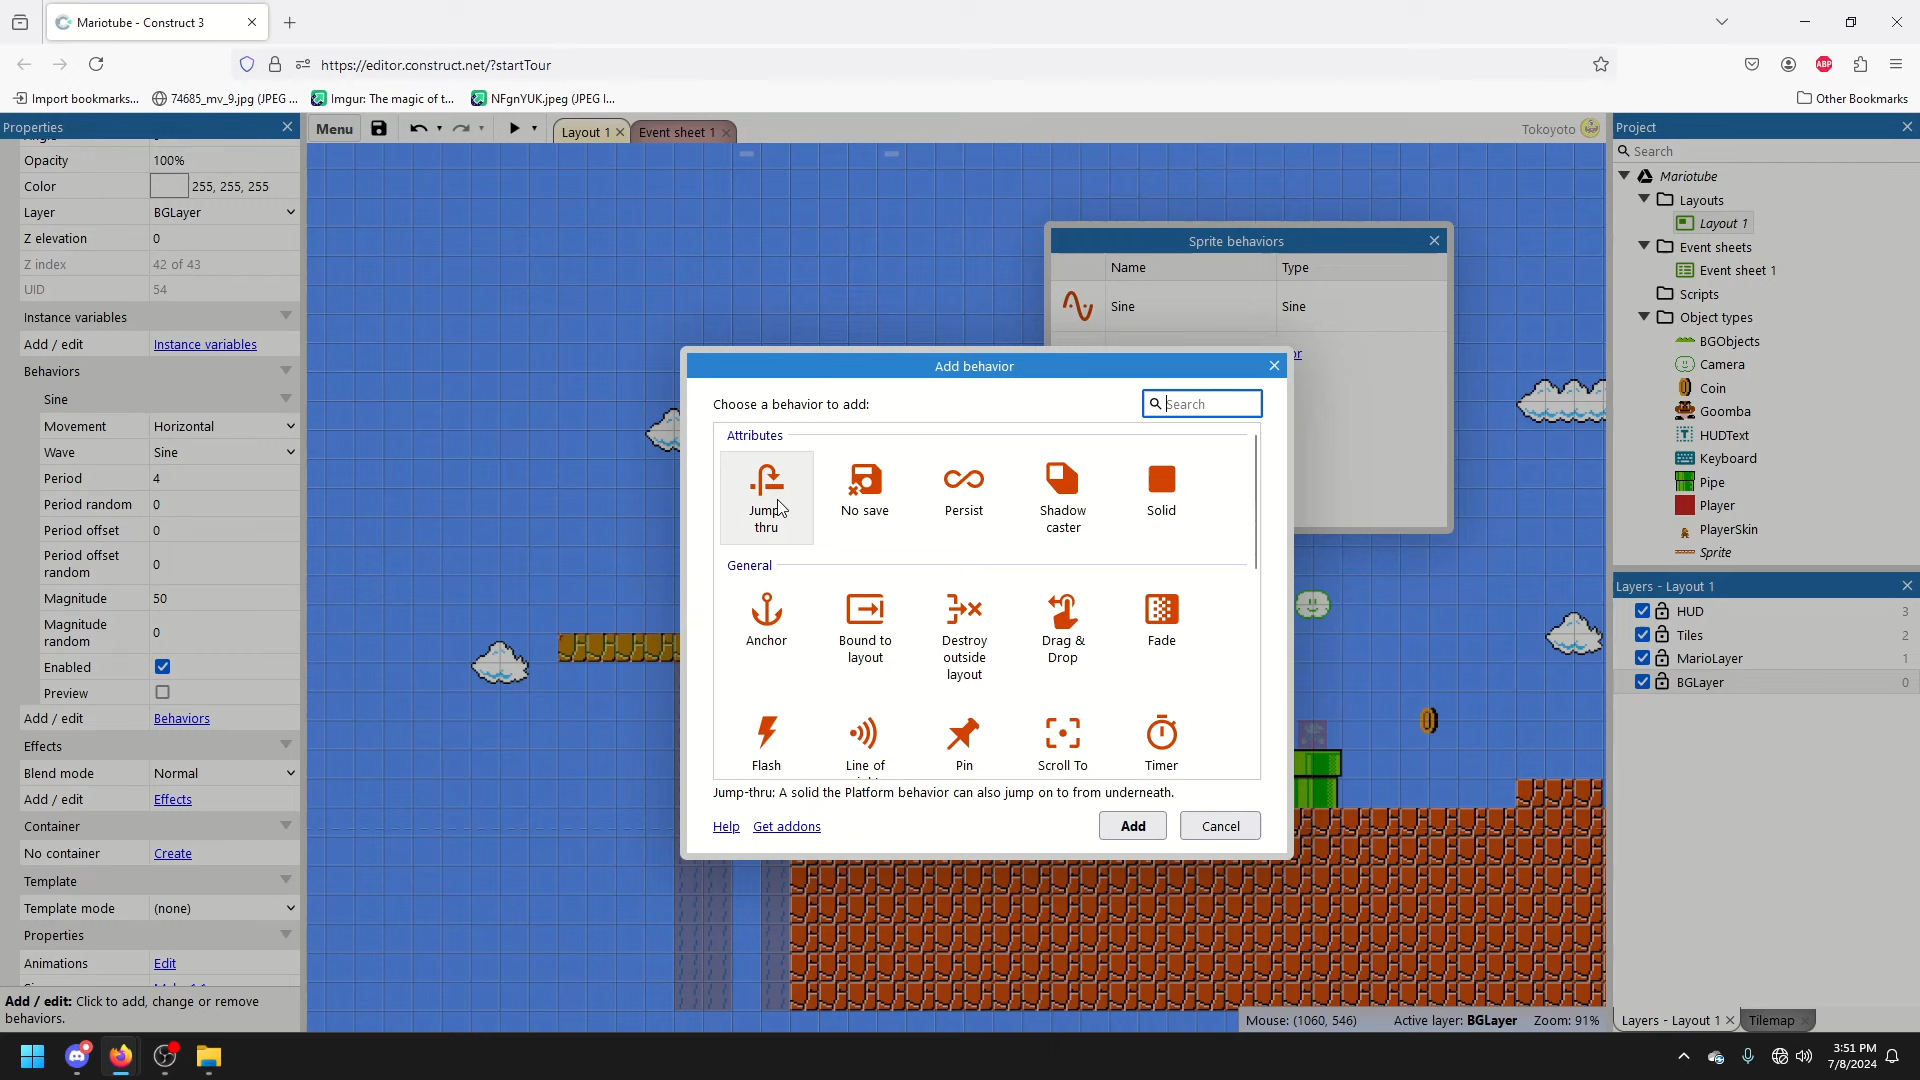 Mariotube - Construct 3
https://editor.construct.net/?startTour
Import bookmarks...
74685_mv_9.jpg (JPEG ...
Imgur: The magic of t...
NFgnYUK.jpeg (JPEG I...
Other Bookmarks
ABP
Properties
Opacity 100%
Color 255, 255, 255
Layer BGLayer
Z elevation 0
Z index 42 of 43
UID 54
Instance variables
Add / edit Instance variables
Behaviors
Sine
Movement Horizontal
Wave Sine
Period 4
Period random 0
Period offset 0
Period offset
random 0
Magnitude 50
Magnitude
random 0
Enabled
Preview
Add / edit Behaviors
Effects
Blend mode Normal
Add / edit Effects
Container
No container Create
Template
Template mode (none)
Properties
Animations Edit
Add / edit: Click to add, change or remove
behaviors.
Menu
Layout 1
Event sheet 1
Tokoyoto
Sprite behaviors
Name Type
Sine Sine
Add behavior
Choose a behavior to add:
Search
Attributes
Jump-
thru
No save
Persist
Shadow
caster
Solid
General
Anchor
Bound to
layout
Destroy
outside
layout
Drag &
Drop
Fade
Flash
Line of
Pin
Scroll To
Timer
Jump-thru: A solid the Platform behavior can also jump on to from underneath.
Help Get addons Add Cancel
Mouse: (1060, 546) Active layer: BGLayer Zoom: 91%
Project
Search
Mariotube
Layouts
Layout 1
Event sheets
Event sheet 1
Scripts
Object types
BGObjects
Camera
Coin
Goomba
HUDText
Keyboard
Pipe
Player
PlayerSkin
Sprite
Layers - Layout 1
HUD 3
Tiles 2
MarioLayer 1
BGLayer 0
Layers - Layout 1
Tilemap
3:51 PM
7/8/2024